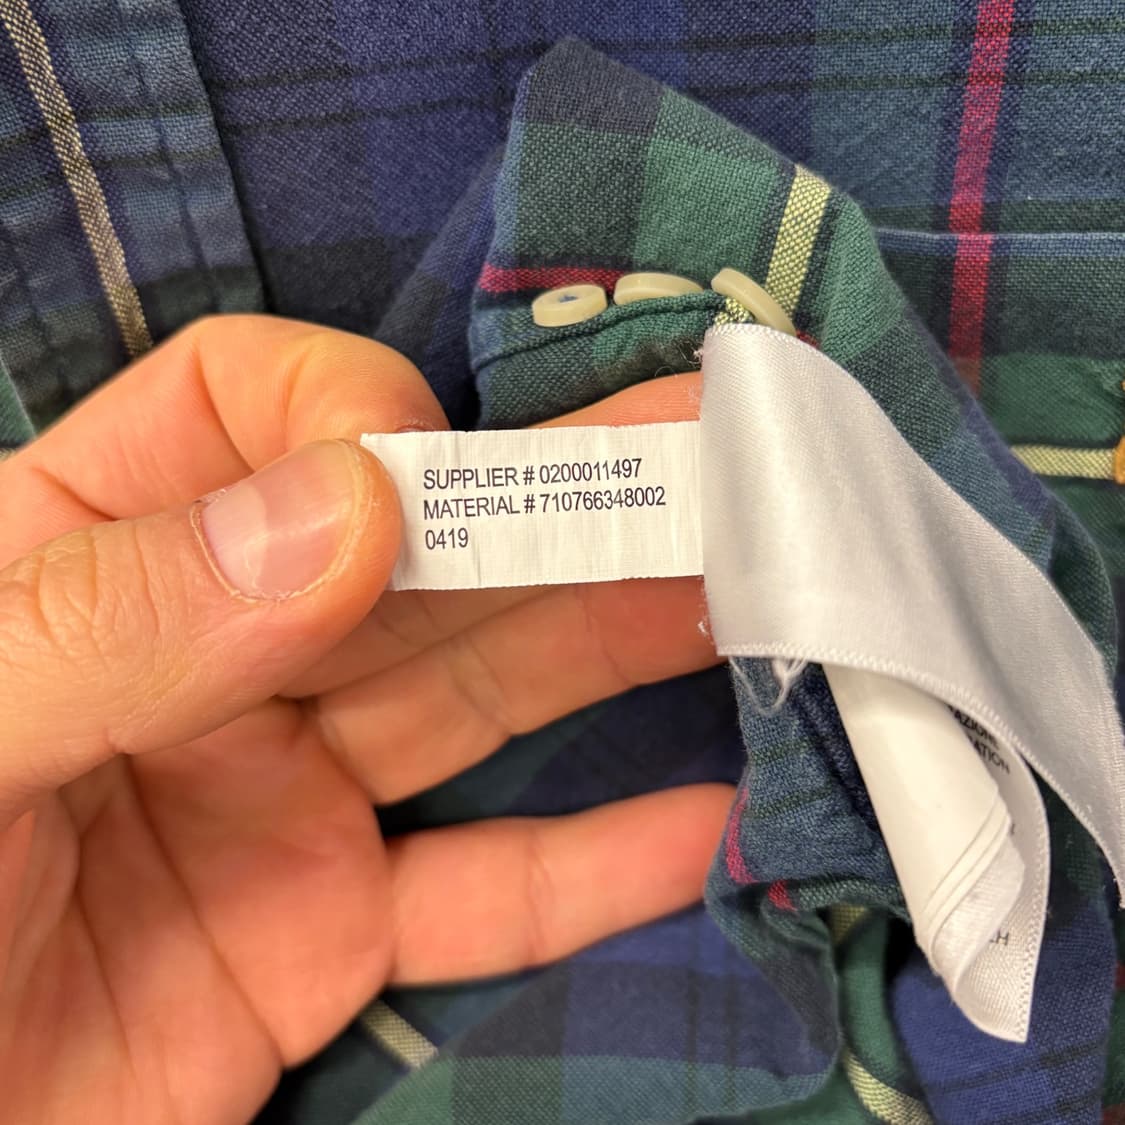 SUPPLIER # 0200011497
MATERIAL # 710766348002
0419